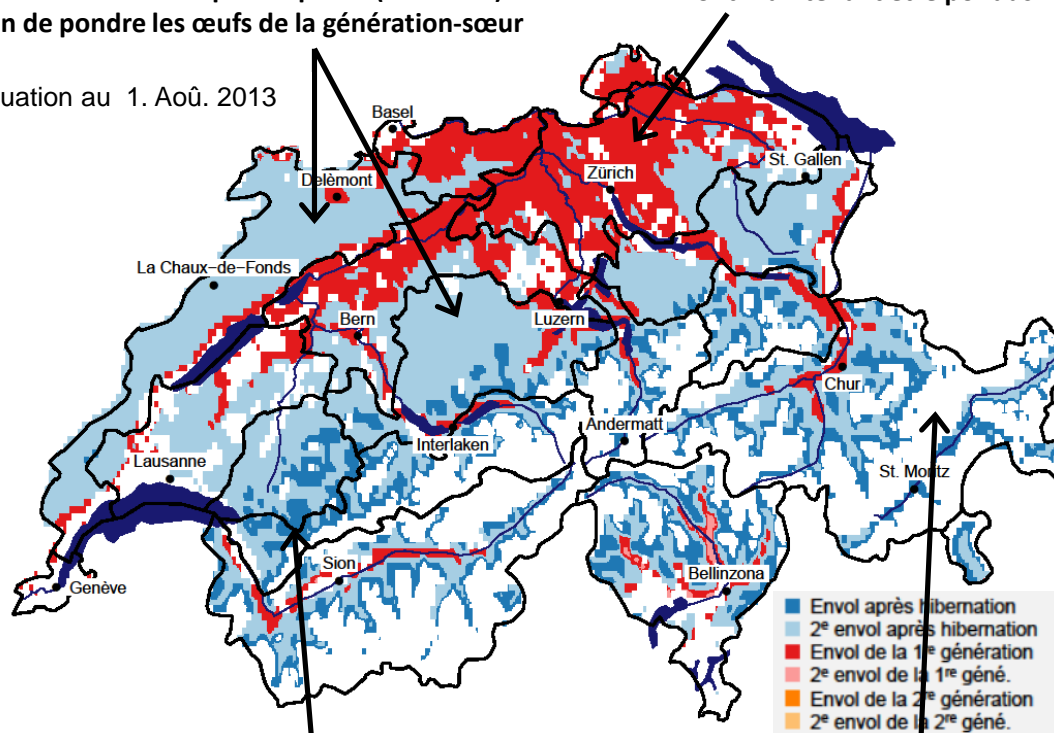 n de pondre les œufs de la génération-sœur
uation au 1. Aoû. 2013
Basel
Delèmont
Zürich
St. Gallen
La Chaux-de-Fonds
Bern
Luzern
Chur
Interlaken
Andermatt
Lausanne
St. Moritz
Sion
Genève
Bellinzona
Envol après hibernation
2e envol après hibernation
Envol de la 1re génération
2e envol de la 1re géné.
Envol de la 2re génération
2e envol de la 2re géné.